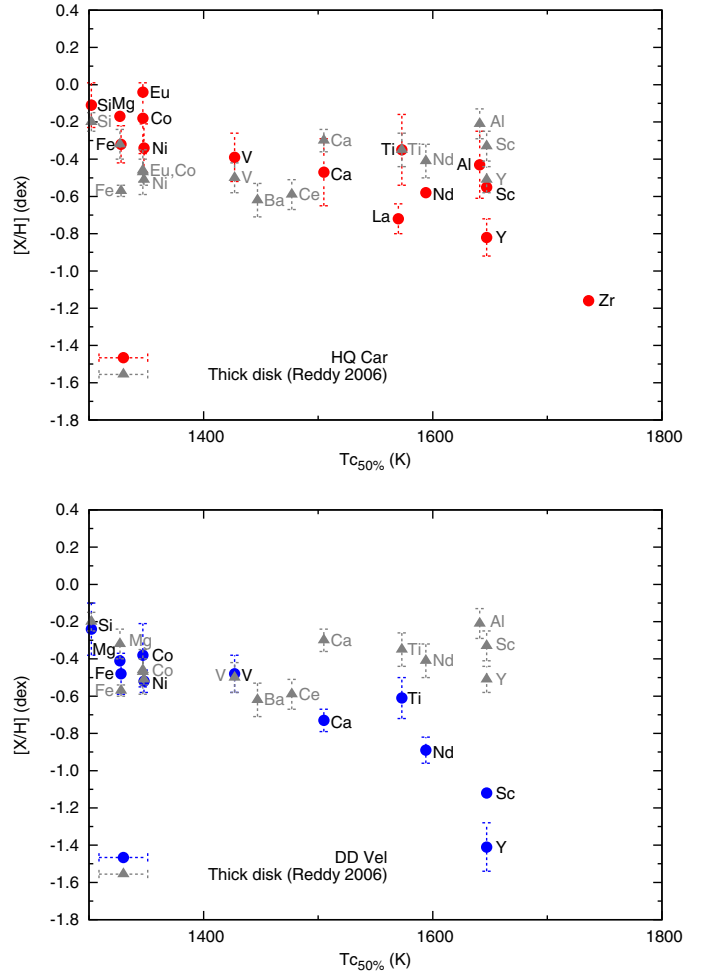 0.4
0.2
0.0
-0.2
-0.4
-0.6
-0.8
-1.0
-1.2
-1.4
-1.6
-1.8
[X/H] (dex)
Si Mg Eu
Si Co
Fe Ni
Eu,Co
Fe Ni
V
V
Ba Ce
Ca
Ca
Ti Ti
La
Nd
Nd
Al
Sc
Al
Y
Sc
Y
Zr
HQ Car
Thick disk (Reddy 2006)
1400 1600 1800
Tc50% (K)
0.4
0.2
0.0
-0.2
-0.4
-0.6
-0.8
-1.0
-1.2
-1.4
-1.6
-1.8
[X/H] (dex)
Si
Mg
Mg Co
Fe Co
Fe Ni
V V
Ba Ce
Ca
Ca
Ti
Ti
Nd
Nd
Al
Sc
Y
Sc
Y
DD Vel
Thick disk (Reddy 2006)
1400 1600 1800
Tc50% (K)